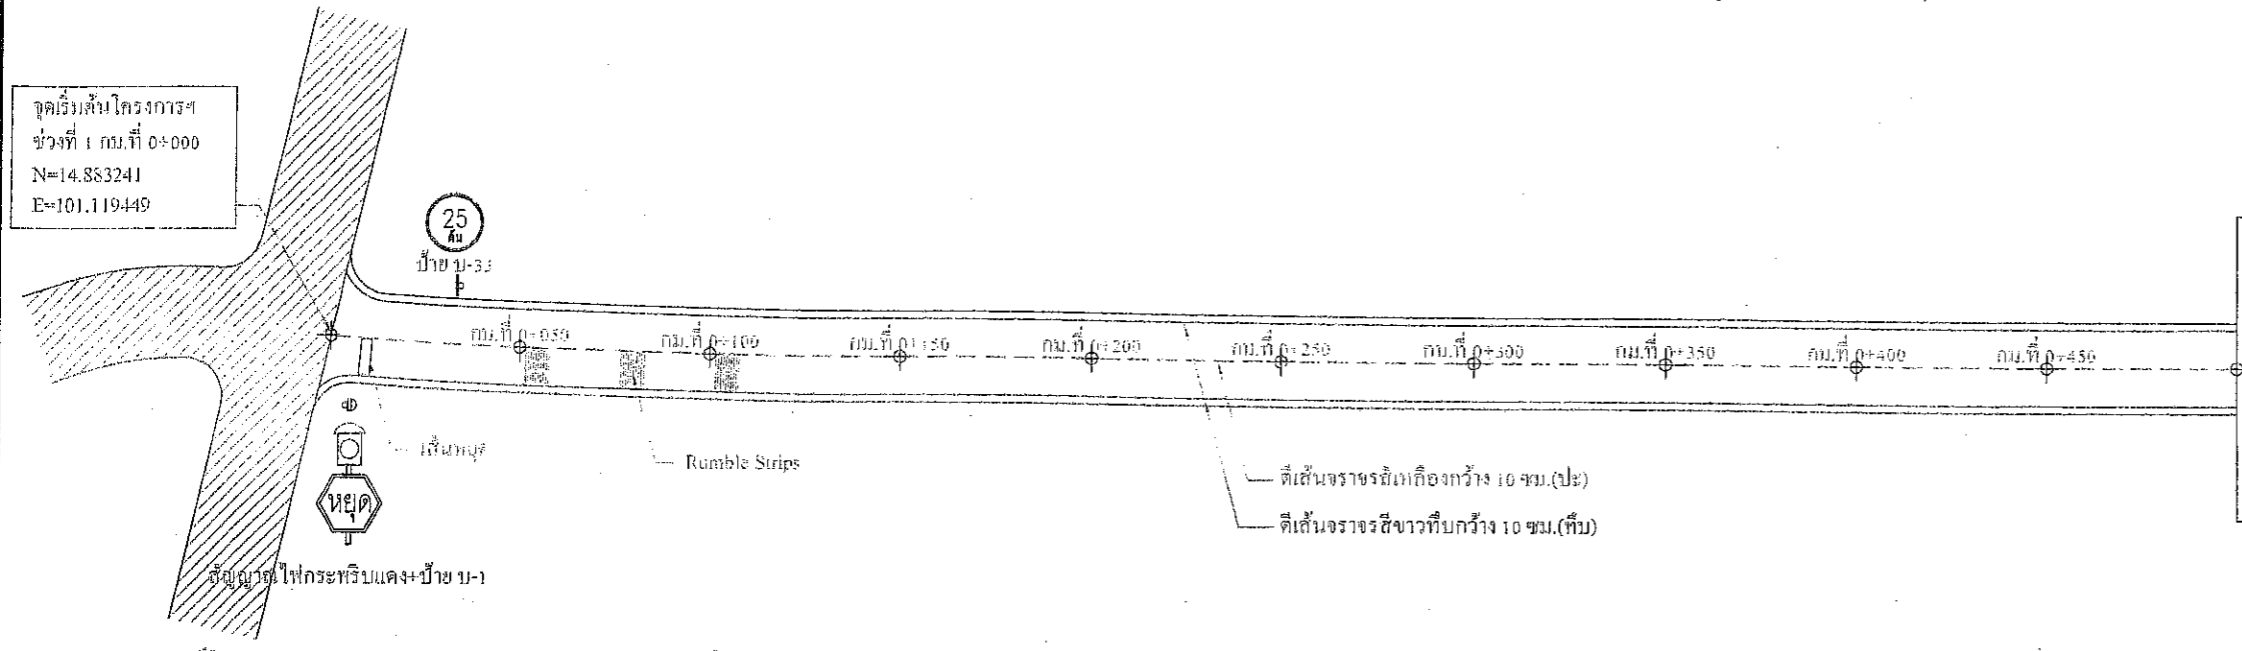 จุดเริ่มต้นโครงการฯ
ช่วงที่ 1 กม.ที่ 0+000
N=14.883241
E=101.119449
25
ตัน
ป้าย บ-33
กม.ที่ 0+050
กม.ที่ 0+100
กม.ที่ 0+150
กม.ที่ 0+200
กม.ที่ 0+250
กม.ที่ 0+300
กม.ที่ 0+350
กม.ที่ 0+400
กม.ที่ 0+450
เส้นหยุด
Rumble Strips
ตีเส้นจราจรสีเหลืองกว้าง 10 ซม.(ปะ)
ตีเส้นจราจรสีขาวทึบกว้าง 10 ซม.(ทึบ)
หยุด
สัญญาณไฟกระพริบแดง+ป้าย บ-1